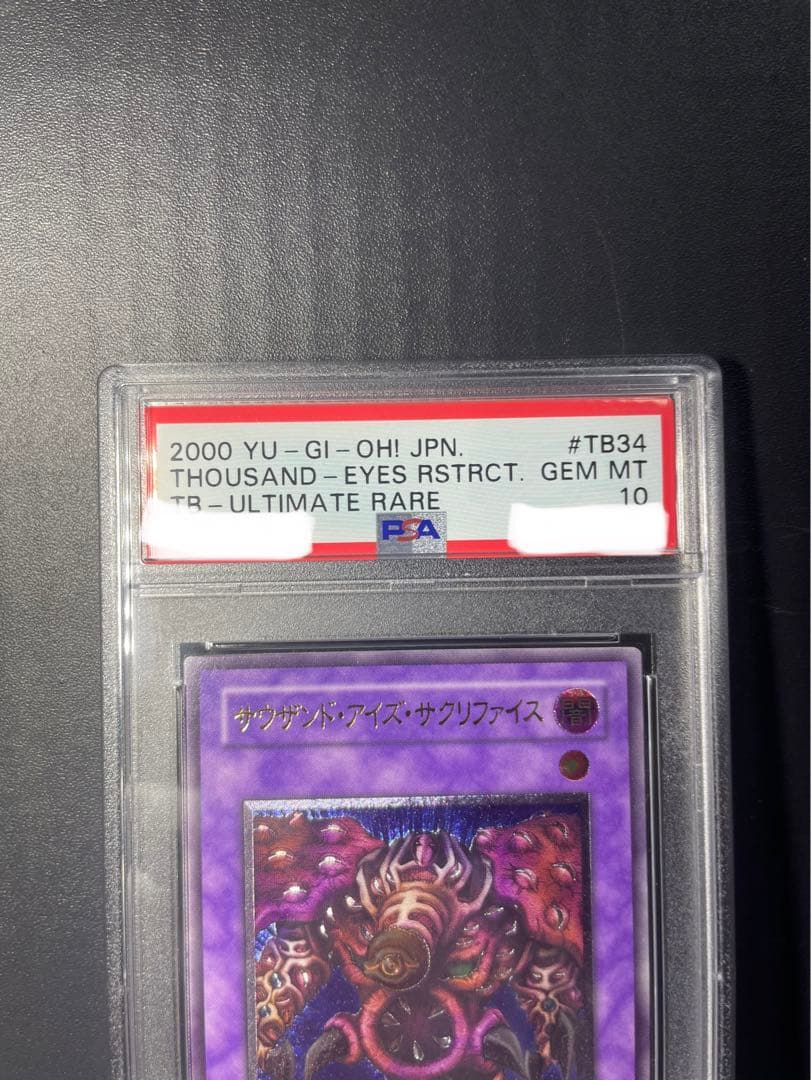 2000 YU-GI-OH! JPN. #TB34
THOUSAND-EYES RSTRCT. GEM MT
TB-ULTIMATE RARE 10
PSA
サウザンド・アイズ・サクリファイス 闇